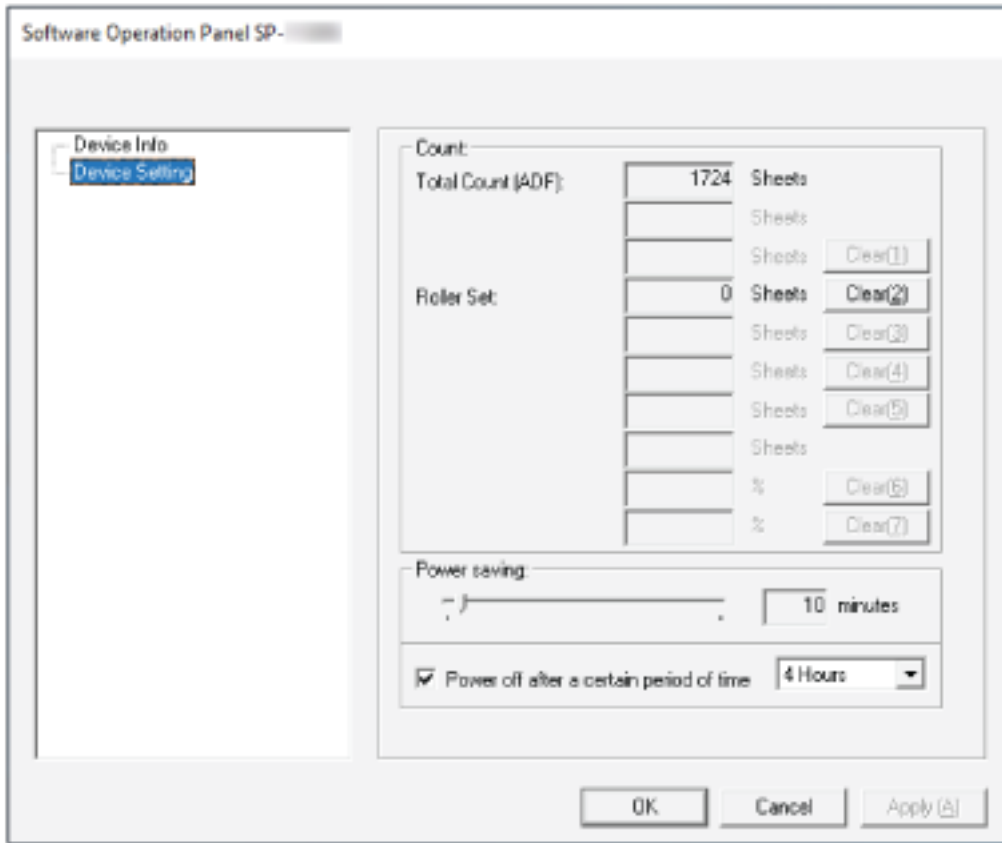 Software Operation Panel SP-
Device Info
Device Setting
Count:
Total Count (ADF): 1724 Sheets
Sheets
Sheets Clear(1)
Roller Set: 0 Sheets Clear(2)
Sheets Clear(3)
Sheets Clear(4)
Sheets Clear(5)
Sheets
% Clear(6)
% Clear(7)
Power saving:
10 minutes
Power off after a certain period of time 4 Hours
OK Cancel Apply (A)